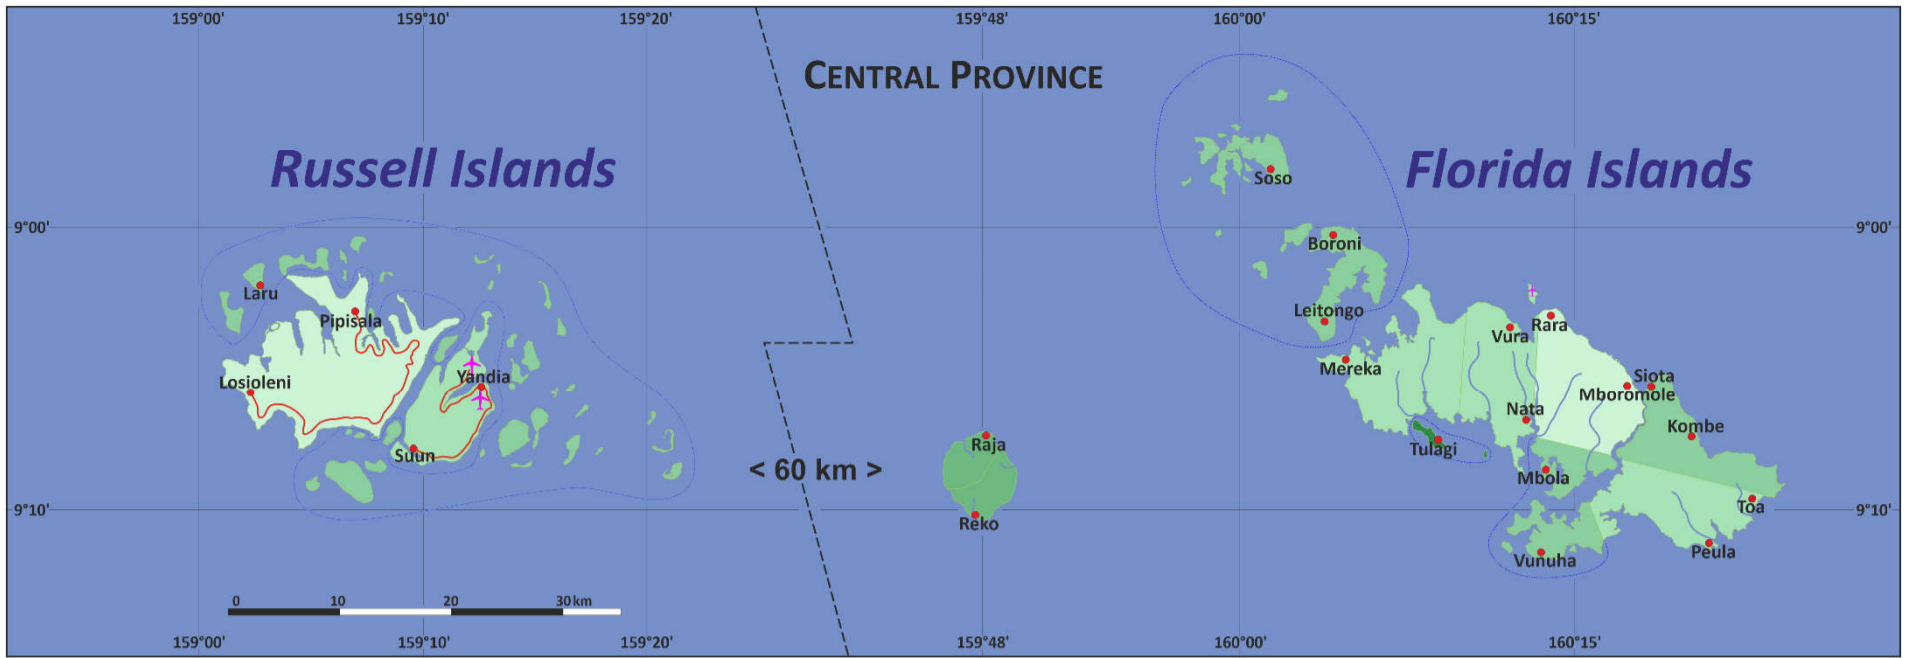 159°00'
159°10'
159°20'
159°48'
160°00'
160°15'
CENTRAL PROVINCE
Russell Islands
Florida Islands
Soso
9°00'
9°00'
Boroni
Laru
Leitongo
Pipisala
Vura
Rara
Mereka
Yandia
Losioleni
Siota
Mboromole
Nata
Kombe
Raja
Tulagi
Suun
< 60 km >
Mbola
Toa
9°10'
9°10'
Reko
Peula
Vunuha
0 10 20 30 km
159°00'
159°10'
159°20'
159°48'
160°00'
160°15'